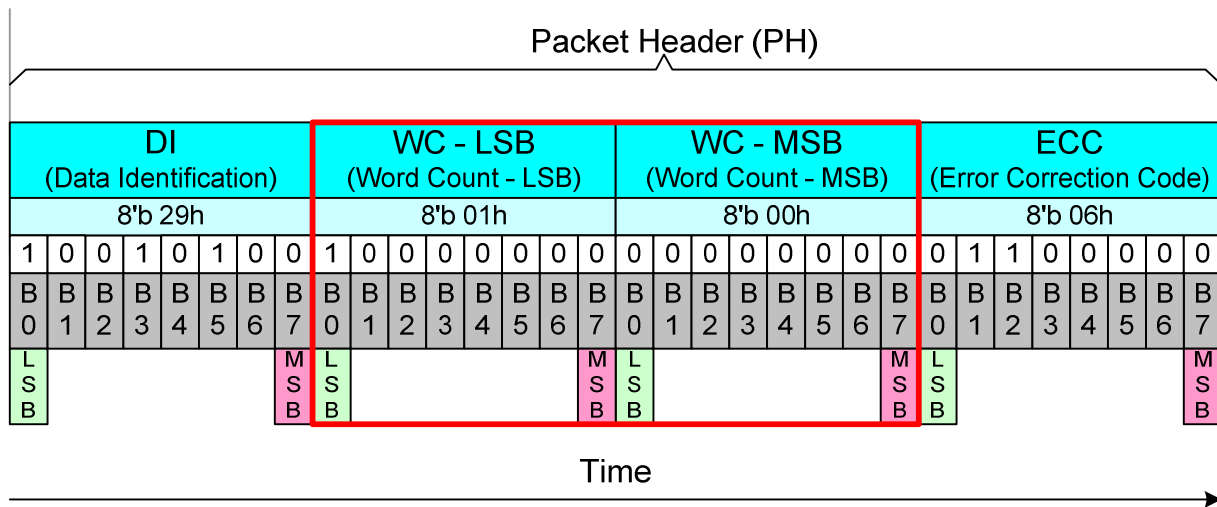 Packet Header (PH)
DI WC - LSB WC - MSB ECC
(Data Identification) (Word Count - LSB) (Word Count - MSB) (Error Correction Code)
8'b 29h 8'b 01h 8'b 00h 8'b 06h
1 0 0 1 0 1 0 0 1 0 0 0 0 0 0 0 0 0 0 0 0 0 0 0 0 1 1 0 0 0 0 0
B B B B B B B B B B B B B B B B B B B B B B B B B B B B B B B B
0 1 2 3 4 5 6 7 0 1 2 3 4 5 6 7 0 1 2 3 4 5 6 7 0 1 2 3 4 5 6 7
L M L M L M L M
S S S S S S S S
B B B B B B B B
Time